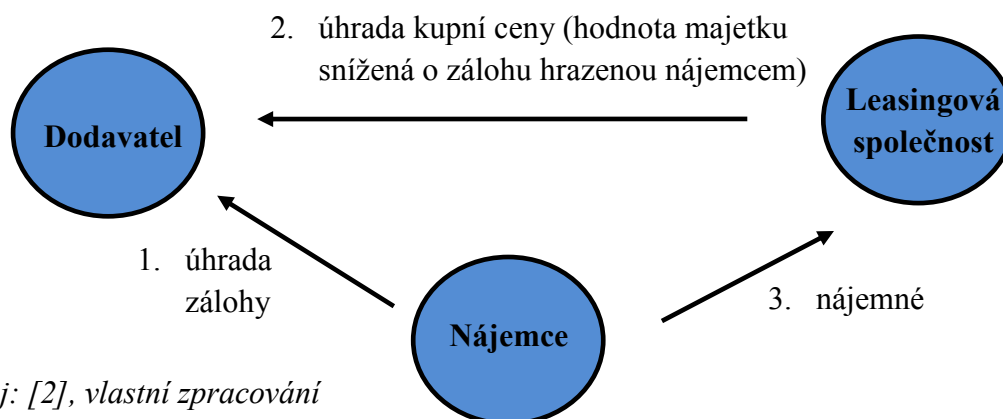 2. úhrada kupní ceny (hodnota majetku
snížená o zálohu hrazenou nájemcem)
Leasingová
společnost
Dodavatel
1. úhrada
zálohy
3. nájemné
Nájemce
j: [2], vlastní zpracování